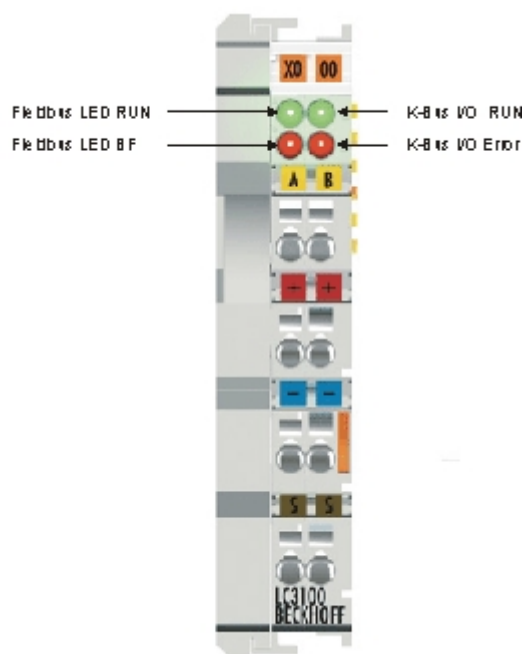 X0 00
Fieldbus LED RUN
K-Bus I/O RUN
Fieldbus LED BF
K-Bus I/O Error
A B
+ +
- -
S S
LC3100
BECKHOFF